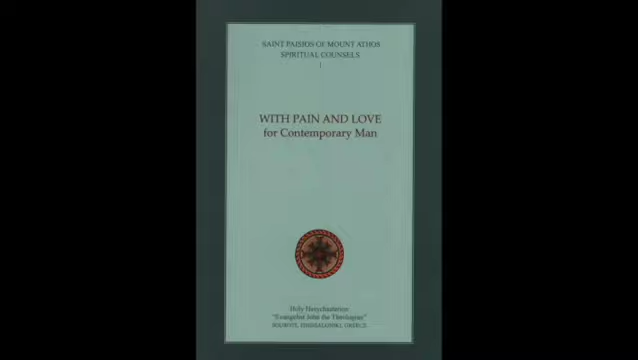 SAINT PAISIOS OF MOUNT ATHOS
SPIRITUAL COUNSELS
I
WITH PAIN AND LOVE
for Contemporary Man
Holy Hesychasterion
"Evangelist John the Theologian"
SOUROTI, THESSALONIKI, GREECE